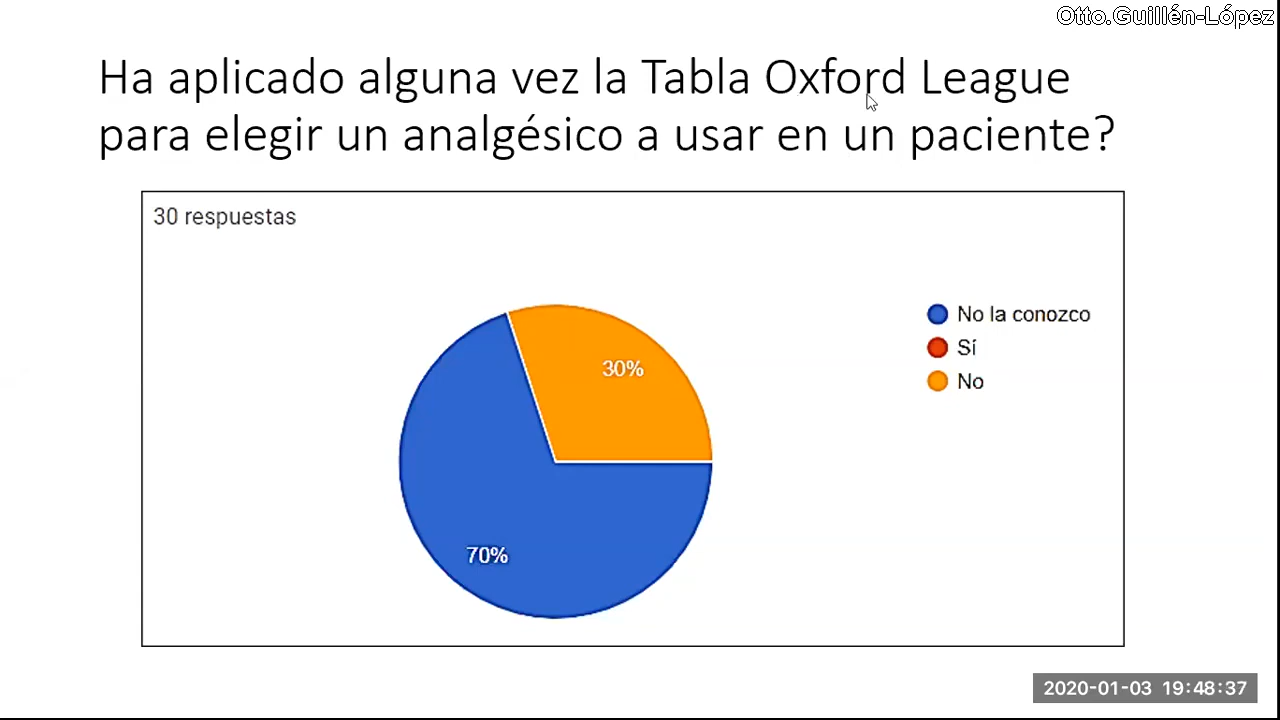 Otto.Guillén-López
Ha aplicado alguna vez la Tabla Oxford League
para elegir un analgésico a usar en un paciente?
30 respuestas
No la conozco
Sí
No
30%
70%
2020-01-03 19:48:37